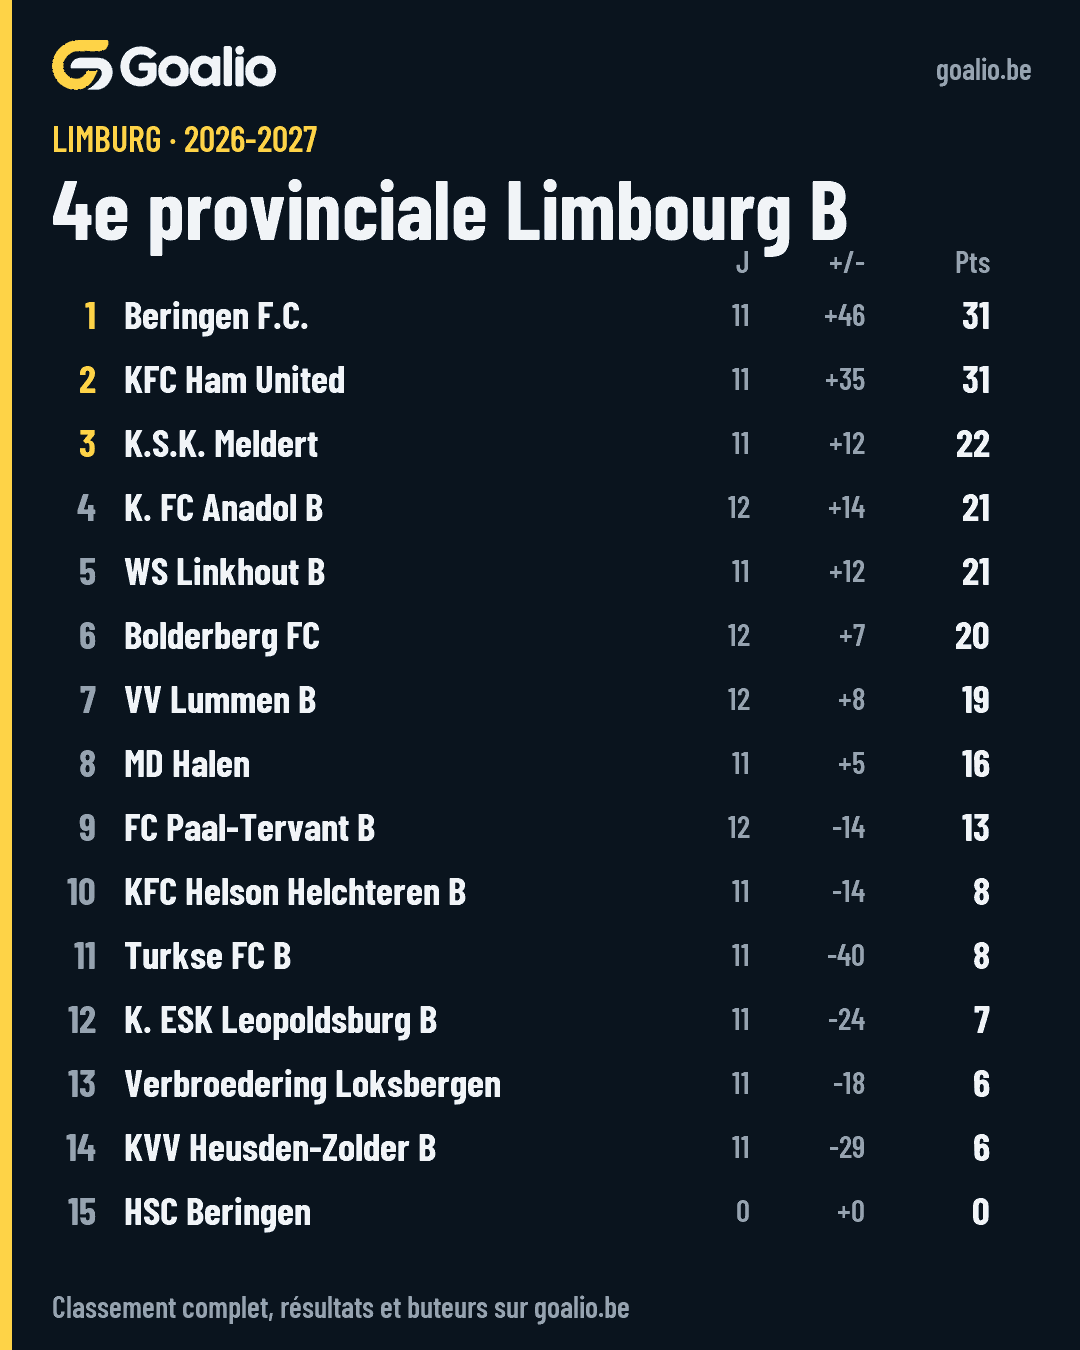 Goalio
goalio.be
LIMBURG · 2026-2027
4e provinciale Limbourg B
J +/- Pts
1 Beringen F.C. 11 +46 31
2 KFC Ham United 11 +35 31
3 K.S.K. Meldert 11 +12 22
4 K. FC Anadol B 12 +14 21
5 WS Linkhout B 11 +12 21
6 Bolderberg FC 12 +7 20
7 VV Lummen B 12 +8 19
8 MD Halen 11 +5 16
9 FC Paal-Tervant B 12 -14 13
10 KFC Helson Helchteren B 11 -14 8
11 Turkse FC B 11 -40 8
12 K. ESK Leopoldsburg B 11 -24 7
13 Verbroedering Loksbergen 11 -18 6
14 KVV Heusden-Zolder B 11 -29 6
15 HSC Beringen 0 +0 0
Classement complet, résultats et buteurs sur goalio.be